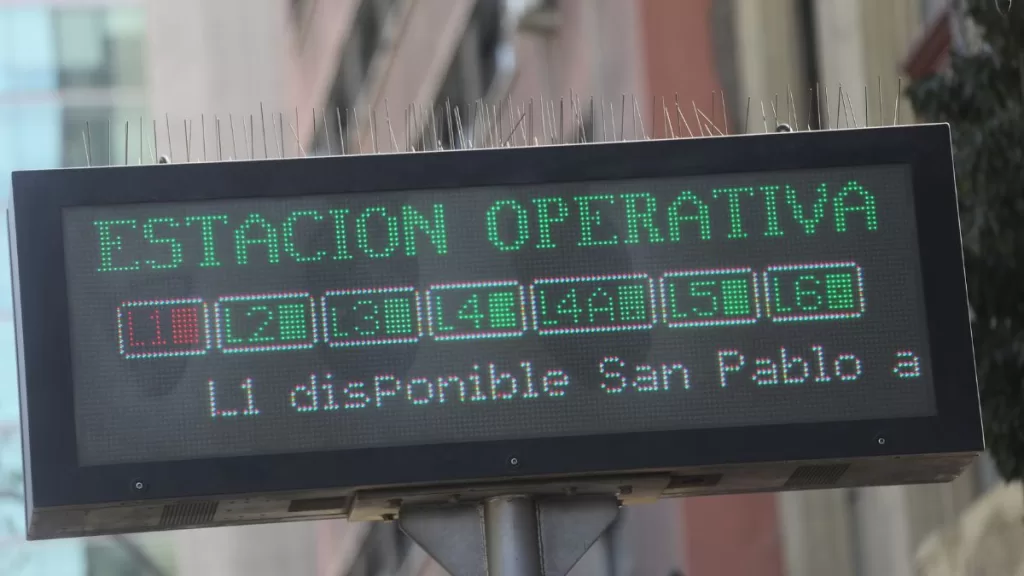 ESTACION OPERATIVA
L1 L2 L3 L4 L4A L5 L6
L1 disponible San Pablo a